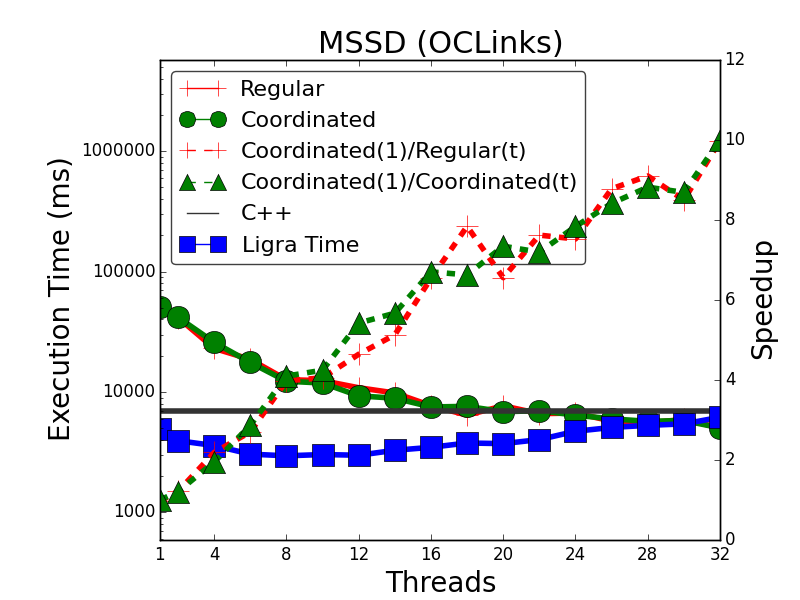 MSSD (OCLinks)
12
Regular
Coordinated
Coordinated(1)/Regular(t)
Coordinated(1)/Coordinated(t)
C++
Ligra Time
1000000
10
8
100000
6
10000
4
1000
2
0
Execution Time (ms)
Speedup
1 4 8 12 16 20 24 28 32
Threads